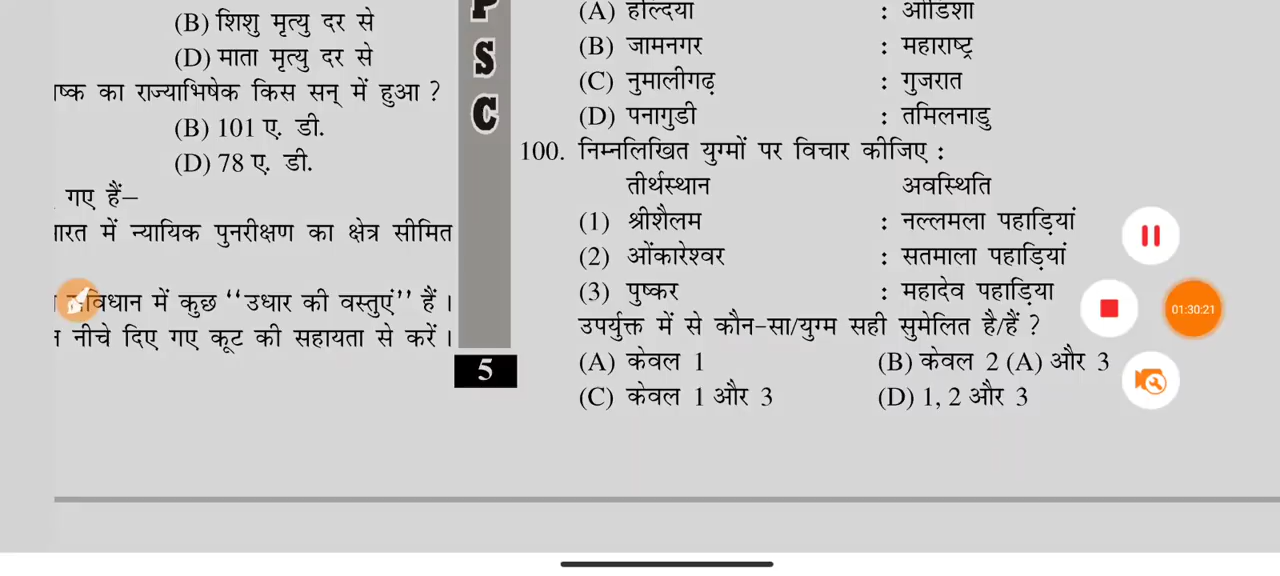 (B) शिशु मृत्यु दर से
(D) माता मृत्यु दर से
का राज्याभिषेक किस सन् में हुआ ?
(B) 101 ए. डी.
(D) 78 ए. डी.
गए हैं–
में न्यायिक पुनरीक्षण का क्षेत्र सीमित
में कुछ ‘‘उधार की वस्तुएं’’ हैं ।
नीचे दिए गए कूट की सहायता से करें ।
P
S
C
5
(A) हल्दिया : ओडिशा
(B) जामनगर : महाराष्ट्र
(C) नुमालीगढ़ : गुजरात
(D) पनागुडी : तमिलनाडु
100. निम्नलिखित युग्मों पर विचार कीजिए :
तीर्थस्थान अवस्थिति
(1) श्रीशैलम : नल्लमला पहाड़ियां
(2) ओंकारेश्वर : सतमाला पहाड़ियां
(3) पुष्कर : महादेव पहाड़िया
उपर्युक्त में से कौन-सा/युग्म सही सुमेलित है/हैं ?
(A) केवल 1 (B) केवल 2 (A) और 3
(C) केवल 1 और 3 (D) 1, 2 और 3
01:30:21